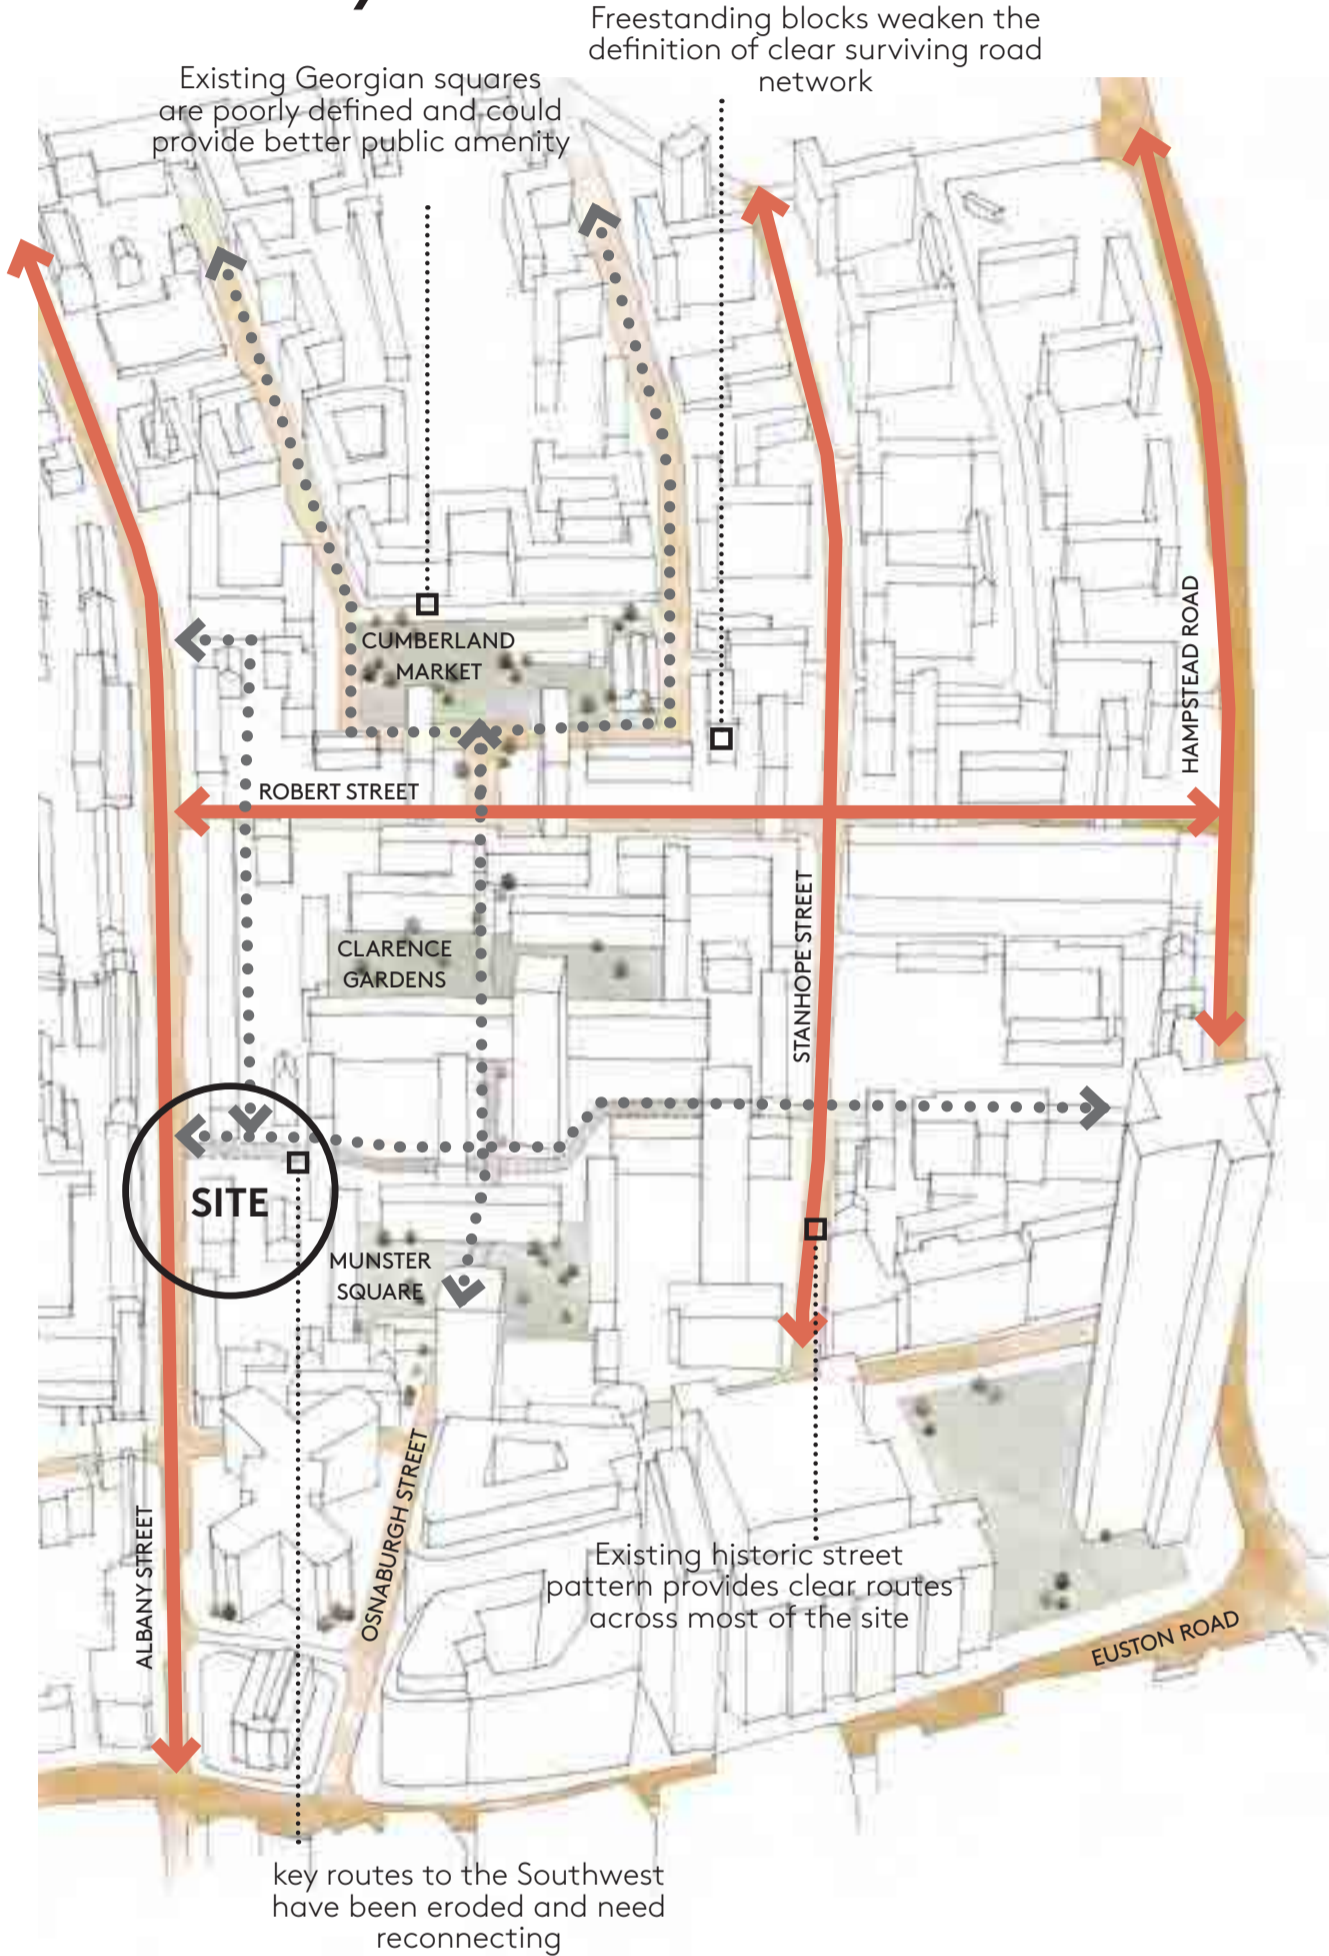 Freestanding blocks weaken the
definition of clear surviving road
network
Existing Georgian squares
are poorly defined and could
provide better public amenity
CUMBERLAND
MARKET
HAMPSTEAD ROAD
ROBERT STREET
STANHOPE STREET
CLARENCE
GARDENS
SITE
MUNSTER
SQUARE
OSNABURGH STREET
ALBANY STREET
Existing historic street
pattern provides clear routes
across most of the site
EUSTON ROAD
key routes to the Southwest
have been eroded and need
reconnecting